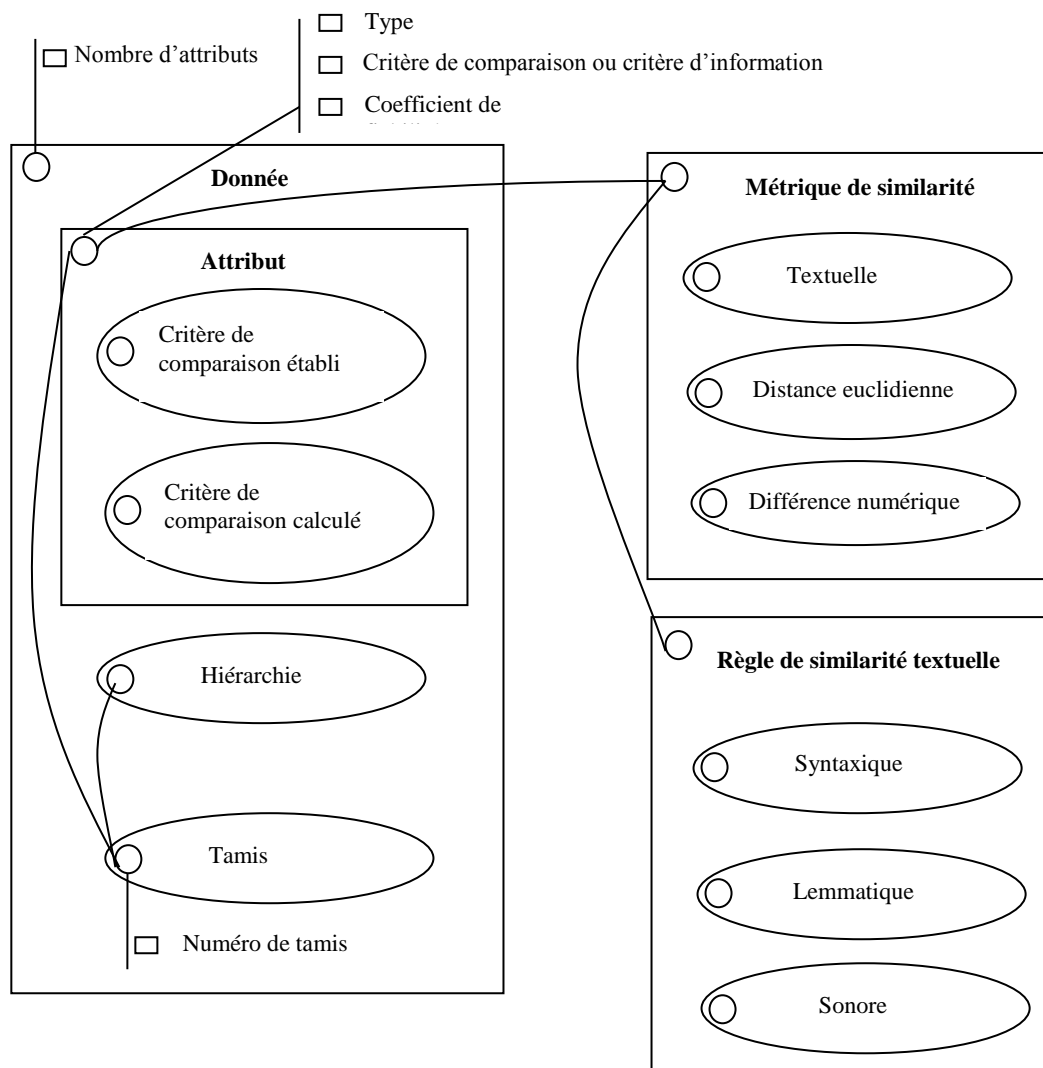 Type
Nombre d'attributs
Critère de comparaison ou critère d'information
Coefficient de
Donnée
Attribut
Critère de
comparaison établi
Critère de
comparaison calculé
Hiérarchie
Tamis
Numéro de tamis
Métrique de similarité
Textuelle
Distance euclidienne
Différence numérique
Règle de similarité textuelle
Syntaxique
Lemmatique
Sonore